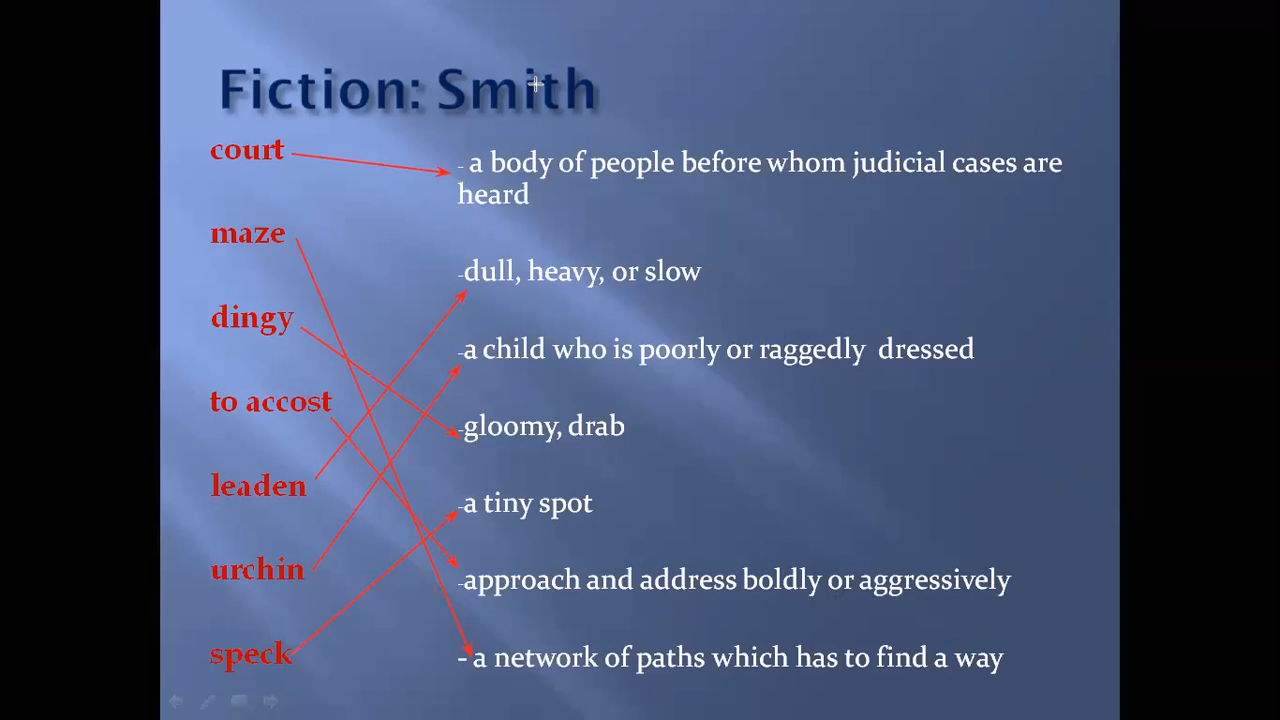 Fiction: Smith
court
- a body of people before whom judicial cases are
heard
maze
-dull, heavy, or slow
dingy
-a child who is poorly or raggedly dressed
to accost
-gloomy, drab
leaden
-a tiny spot
urchin
-approach and address boldly or aggressively
speck
- a network of paths which has to find a way